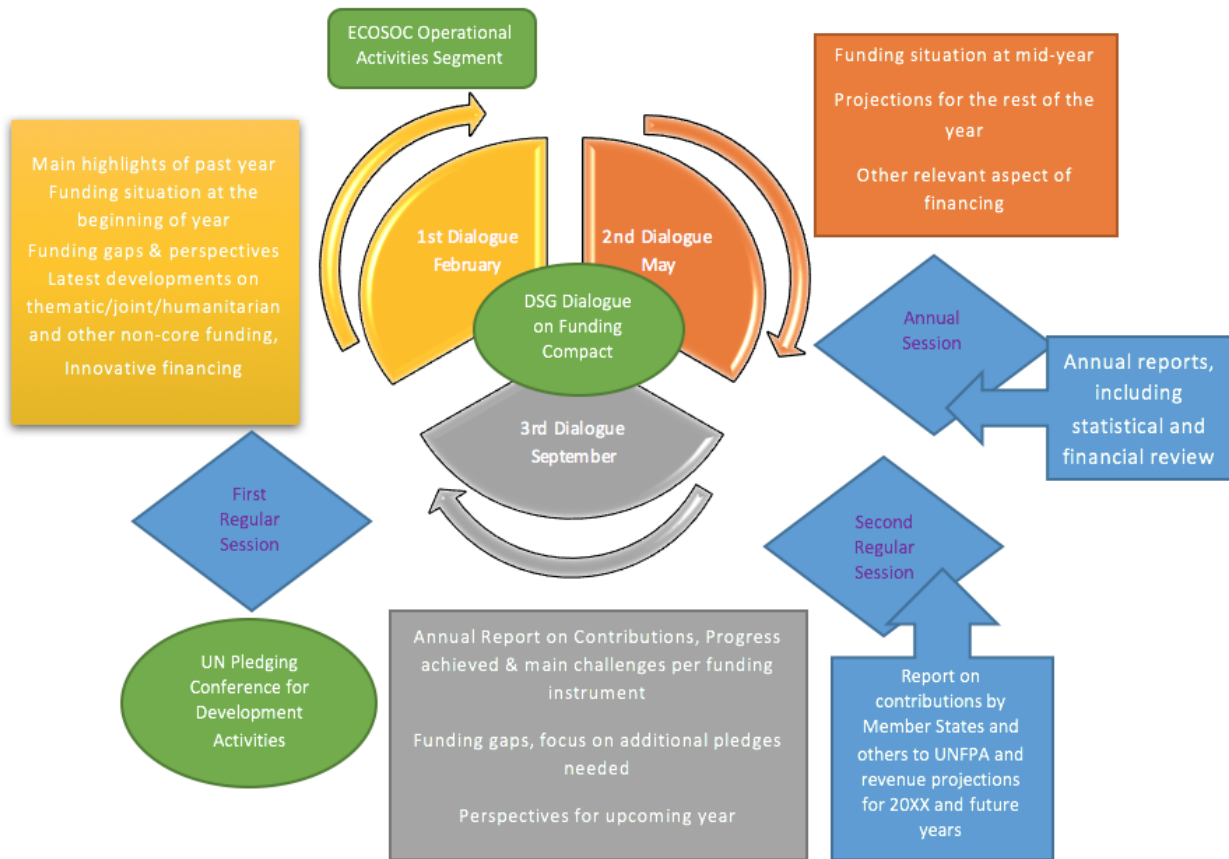 ECOSOC Operational
Activities Segment
Funding situation at mid-year
Projections for the rest of the
year
Other relevant aspect of
financing
Main highlights of past year
Funding situation at the
beginning of year
Funding gaps & perspectives
Latest developments on
thematic/joint/humanitarian
and other non-core funding,
Innovative financing
1st Dialogue
February
2nd Dialogue
May
DSG Dialogue
on Funding
Compact
3rd Dialogue
September
Annual
Session
Annual reports,
including
statistical and
financial review
First
Regular
Session
Second
Regular
Session
UN Pledging
Conference for
Development
Activities
Annual Report on Contributions, Progress
achieved & main challenges per funding
instrument
Funding gaps, focus on additional pledges
needed
Perspectives for upcoming year
Report on
contributions by
Member States and
others to UNFPA and
revenue projections
for 20XX and future
years